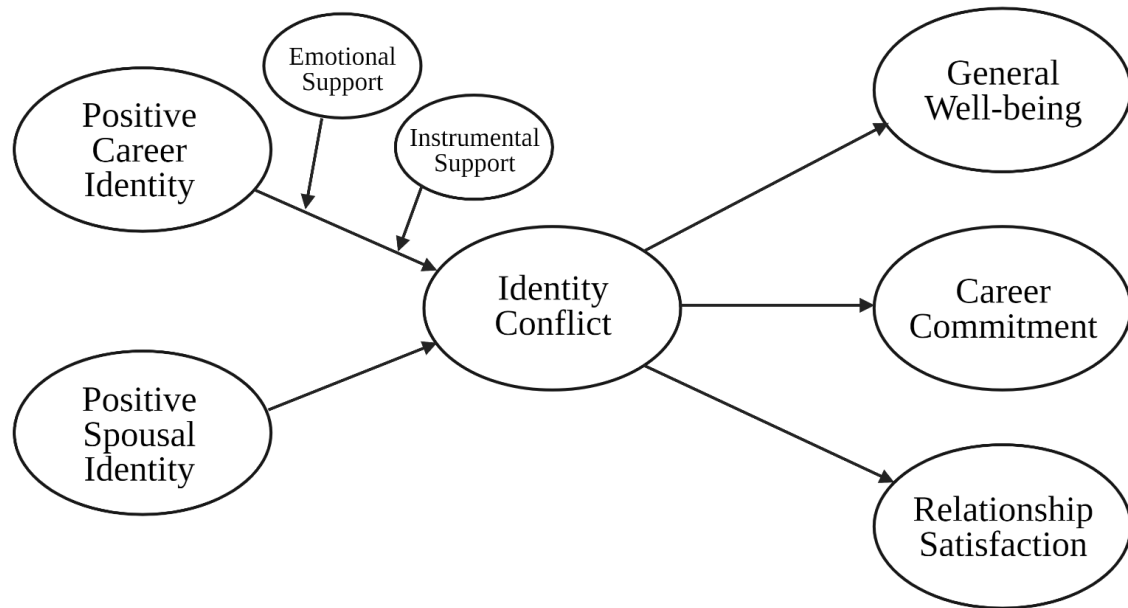 Positive
Career
Identity
Emotional
Support
Instrumental
Support
General
Well-being
Identity
Conflict
Career
Commitment
Positive
Spousal
Identity
Relationship
Satisfaction